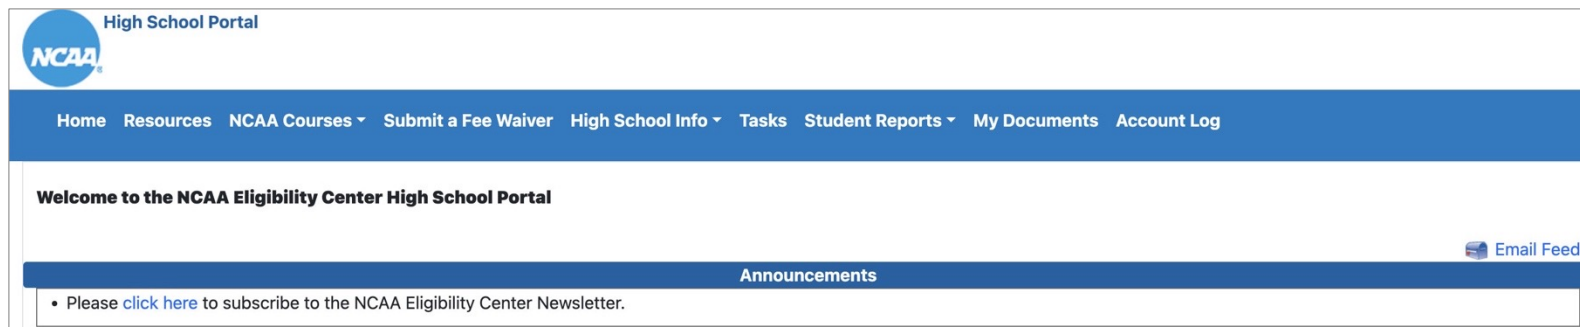 High School Portal
NCAA
Home Resources NCAA Courses Submit a Fee Waiver High School Info Tasks Student Reports My Documents Account Log
Welcome to the NCAA Eligibility Center High School Portal
Email Feed
Announcements
• Please click here to subscribe to the NCAA Eligibility Center Newsletter.